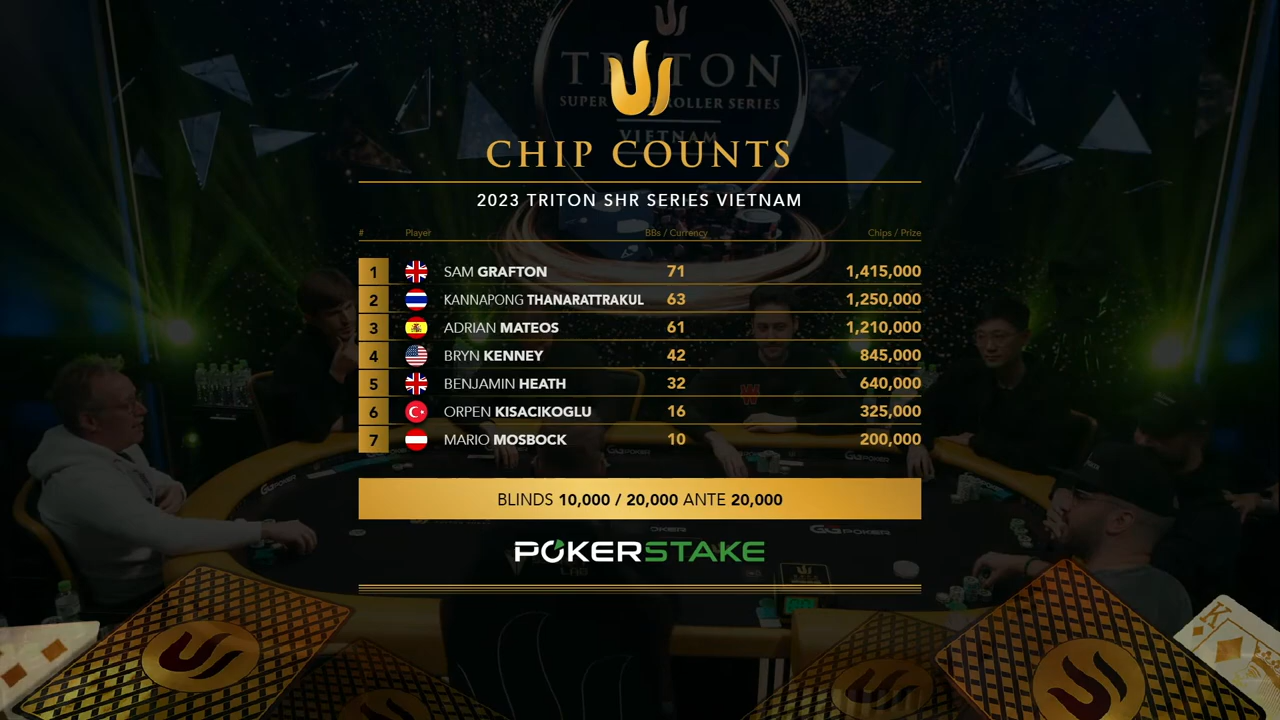 TRITON
SUPER HIGH ROLLER SERIES
VIETNAM
CHIP COUNTS
2023 TRITON SHR SERIES VIETNAM
# Player BBs / Currency Chips / Prize
1 SAM GRAFTON 71 1,415,000
2 KANNAPONG THANARATTRAKUL 63 1,250,000
3 ADRIAN MATEOS 61 1,210,000
4 BRYN KENNEY 42 845,000
5 BENJAMIN HEATH 32 640,000
6 ORPEN KISACIKOGLU 16 325,000
7 MARIO MOSBOCK 10 200,000
BLINDS 10,000 / 20,000 ANTE 20,000
GGPOKER
POKERSTAKE
K